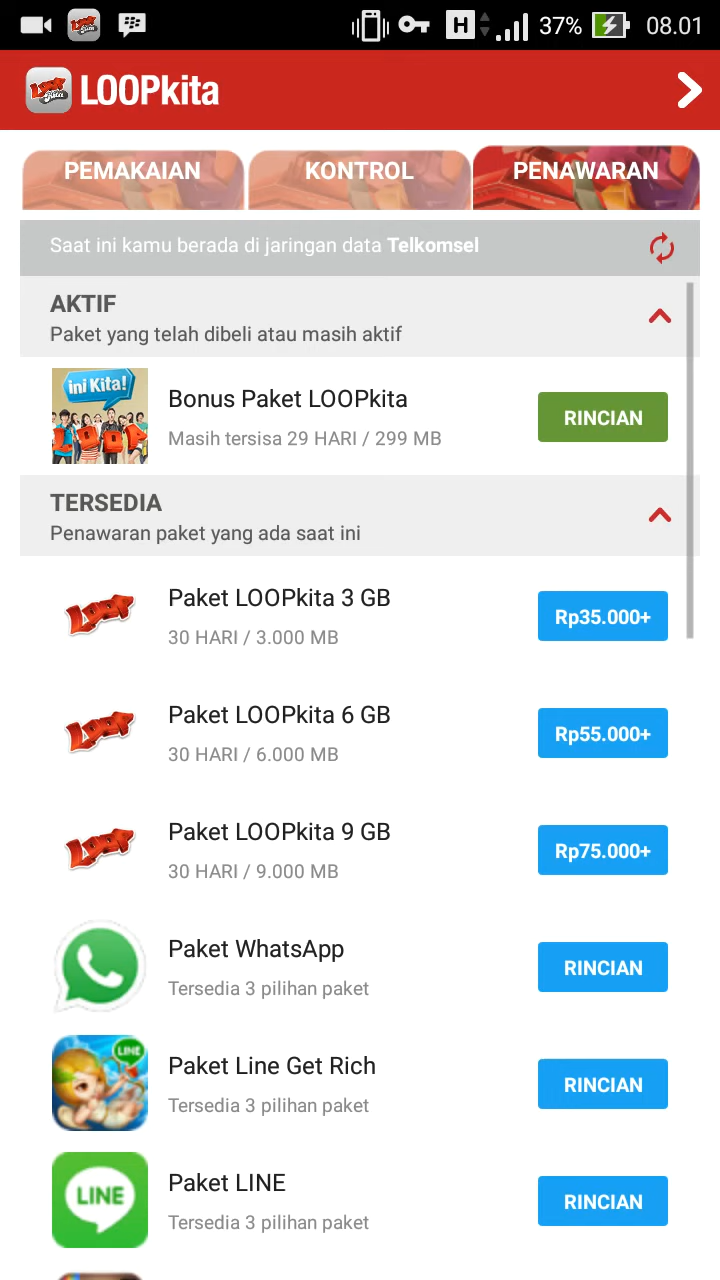 H 37% 08.01
LOOPkita
PEMAKAIAN KONTROL PENAWARAN
Saat ini kamu berada di jaringan data Telkomsel
AKTIF
Paket yang telah dibeli atau masih aktif
ini Kita!
LOOP
Bonus Paket LOOPkita
Masih tersisa 29 HARI / 299 MB
RINCIAN
TERSEDIA
Penawaran paket yang ada saat ini
LOOP
Paket LOOPkita 3 GB
30 HARI / 3.000 MB
Rp35.000+
LOOP
Paket LOOPkita 6 GB
30 HARI / 6.000 MB
Rp55.000+
LOOP
Paket LOOPkita 9 GB
30 HARI / 9.000 MB
Rp75.000+
Paket WhatsApp
Tersedia 3 pilihan paket
RINCIAN
LINE
Paket Line Get Rich
Tersedia 3 pilihan paket
RINCIAN
LINE
Paket LINE
Tersedia 3 pilihan paket
RINCIAN